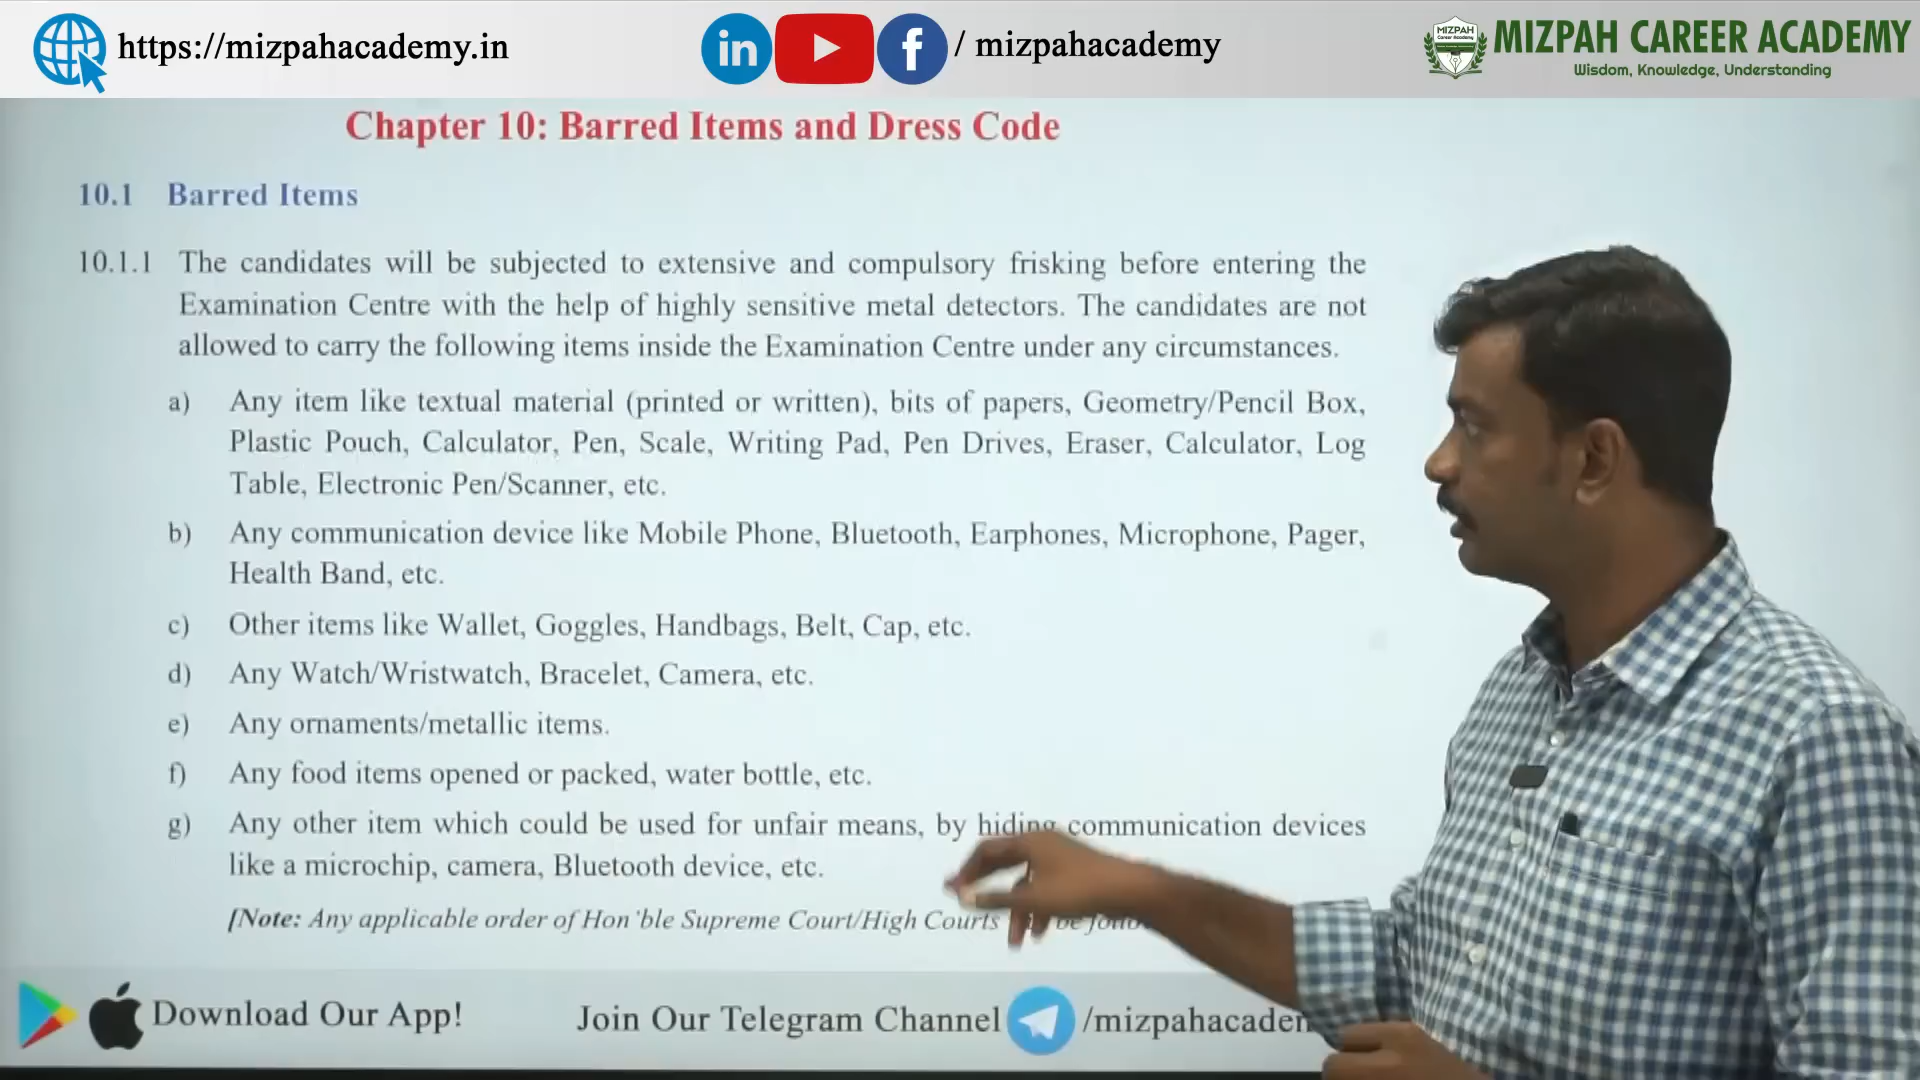 https://mizpahacademy.in
in
f
/ mizpahacademy
MIZPAH
Career Academy
MIZPAH CAREER ACADEMY
Wisdom, Knowledge, Understanding
Chapter 10: Barred Items and Dress Code
10.1 Barred Items
10.1.1 The candidates will be subjected to extensive and compulsory frisking before entering the
Examination Centre with the help of highly sensitive metal detectors. The candidates are not
allowed to carry the following items inside the Examination Centre under any circumstances.
a) Any item like textual material (printed or written), bits of papers, Geometry/Pencil Box,
Plastic Pouch, Calculator, Pen, Scale, Writing Pad, Pen Drives, Eraser, Calculator, Log
Table, Electronic Pen/Scanner, etc.
b) Any communication device like Mobile Phone, Bluetooth, Earphones, Microphone, Pager,
Health Band, etc.
c) Other items like Wallet, Goggles, Handbags, Belt, Cap, etc.
d) Any Watch/Wristwatch, Bracelet, Camera, etc.
e) Any ornaments/metallic items.
f) Any food items opened or packed, water bottle, etc.
g) Any other item which could be used for unfair means, by hiding communication devices
like a microchip, camera, Bluetooth device, etc.
[Note: Any applicable order of Hon'ble Supreme Court/High Courts be
Download Our App!
Join Our Telegram Channel
/mizpahacadem